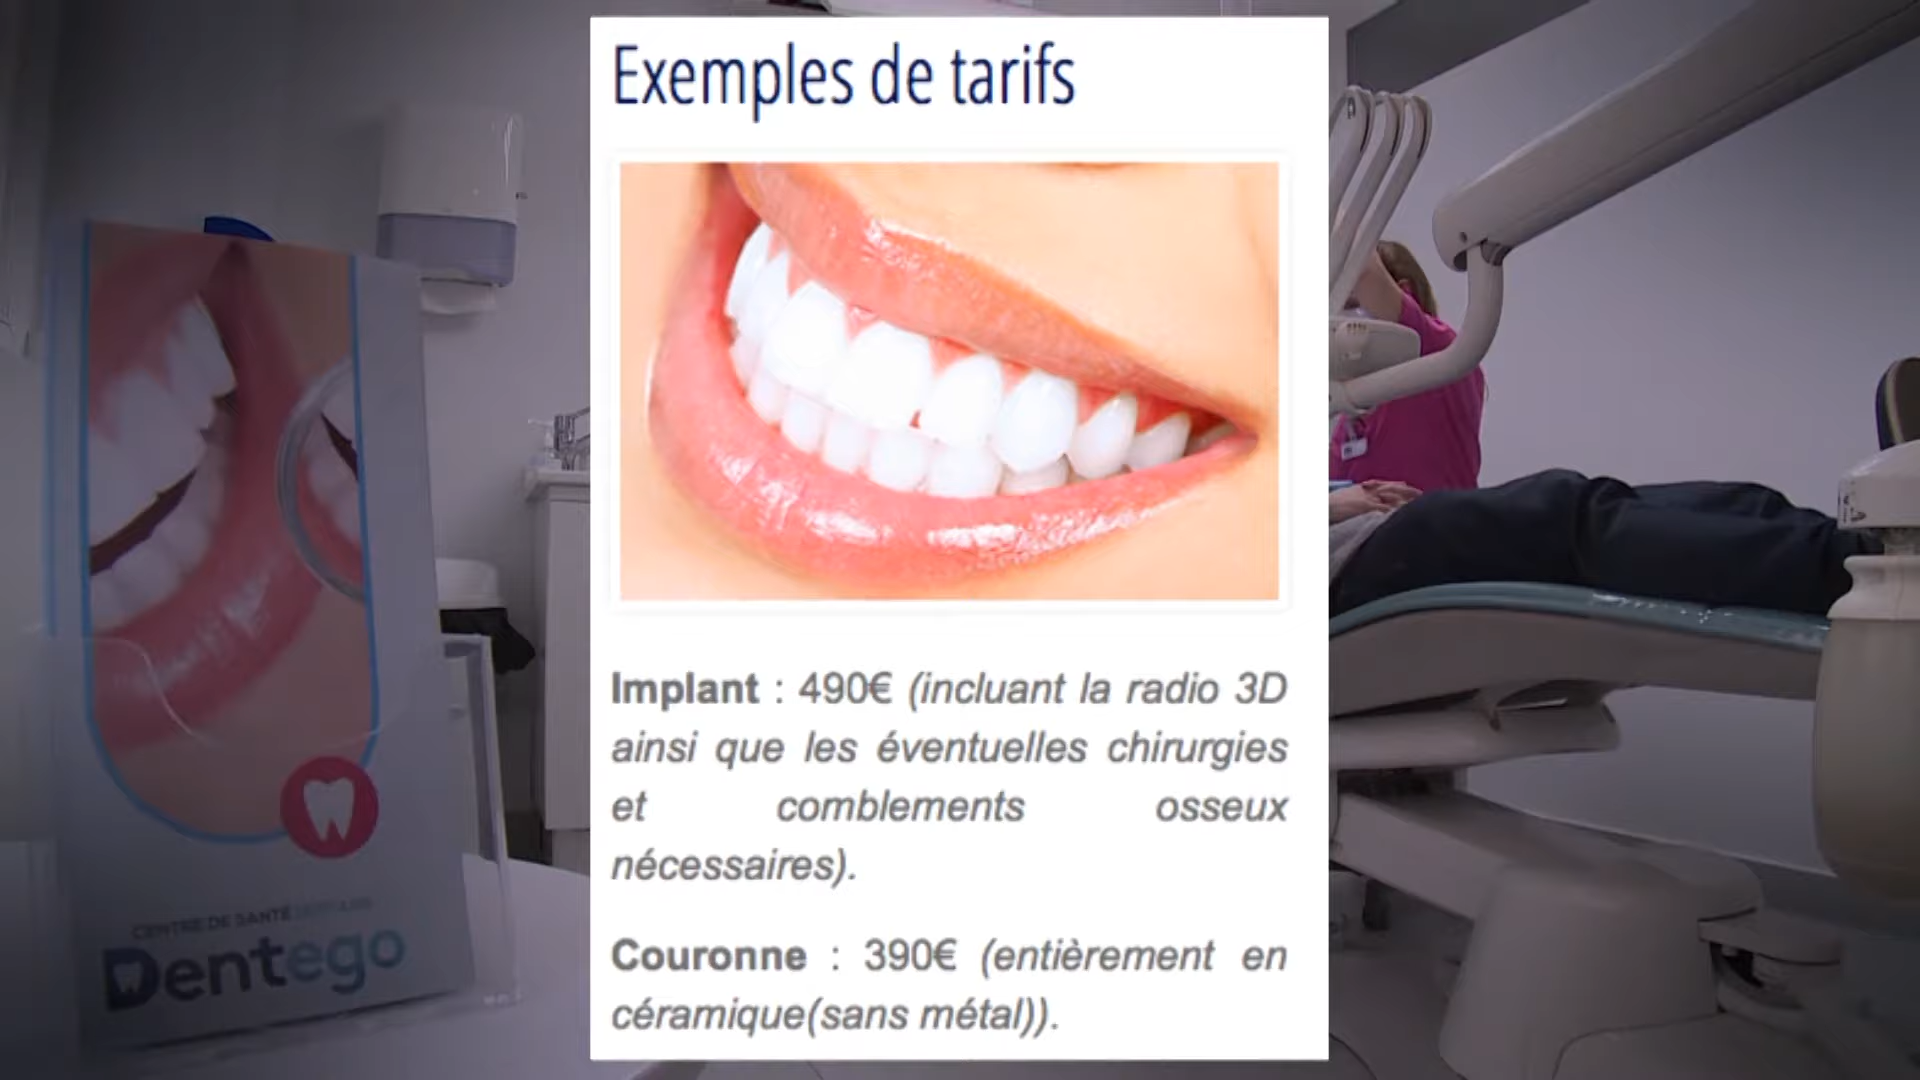 Exemples de tarifs
Implant : 490€ (incluant la radio 3D
ainsi que les éventuelles chirurgies
et comblements osseux
nécessaires).
Couronne : 390€ (entièrement en
céramique(sans métal)).
CENTRE DE SANTÉ DENTAIRE
Dentego